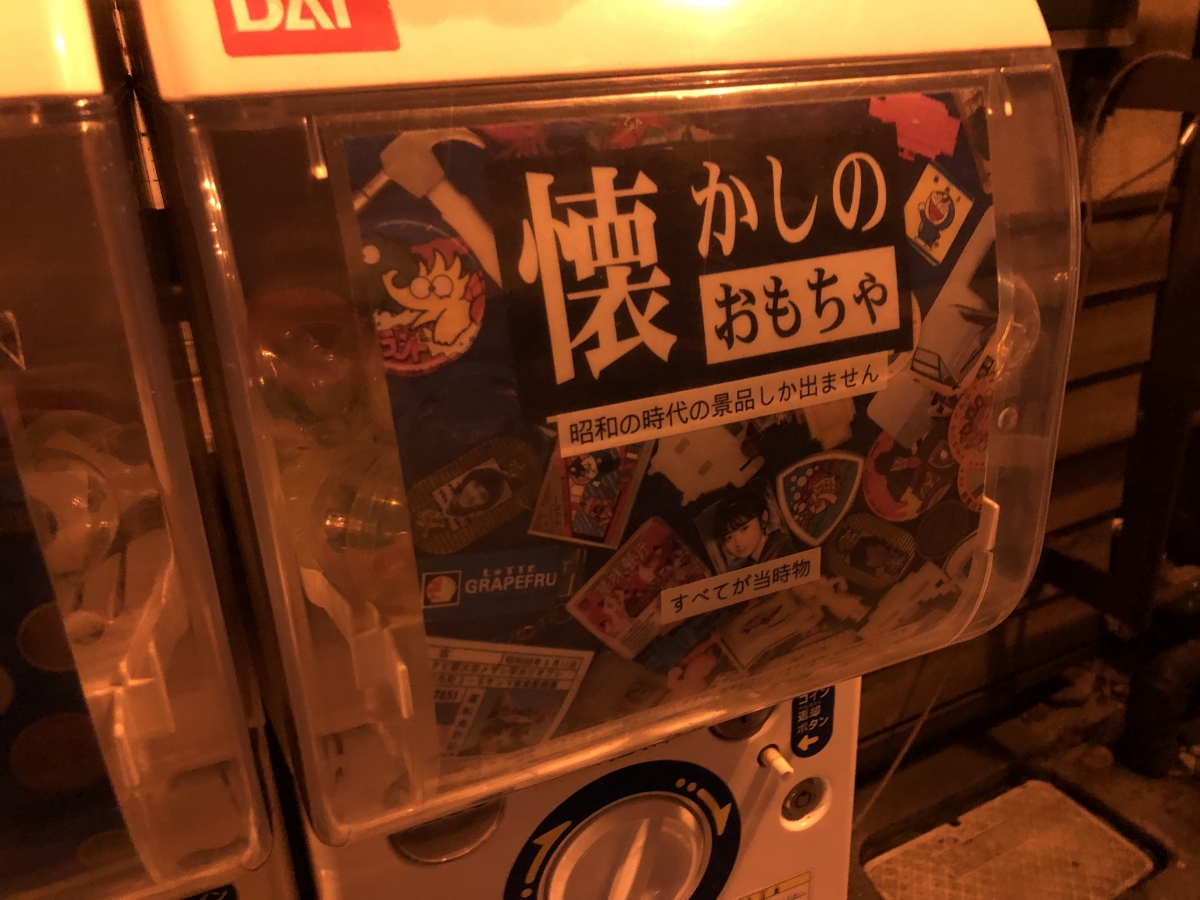 懐かしの
おもちゃ
昭和の時代の景品しか出ません
LOTTE
GRAPEFRU
すべてが当時物
2851
コイン
返却
ボタン